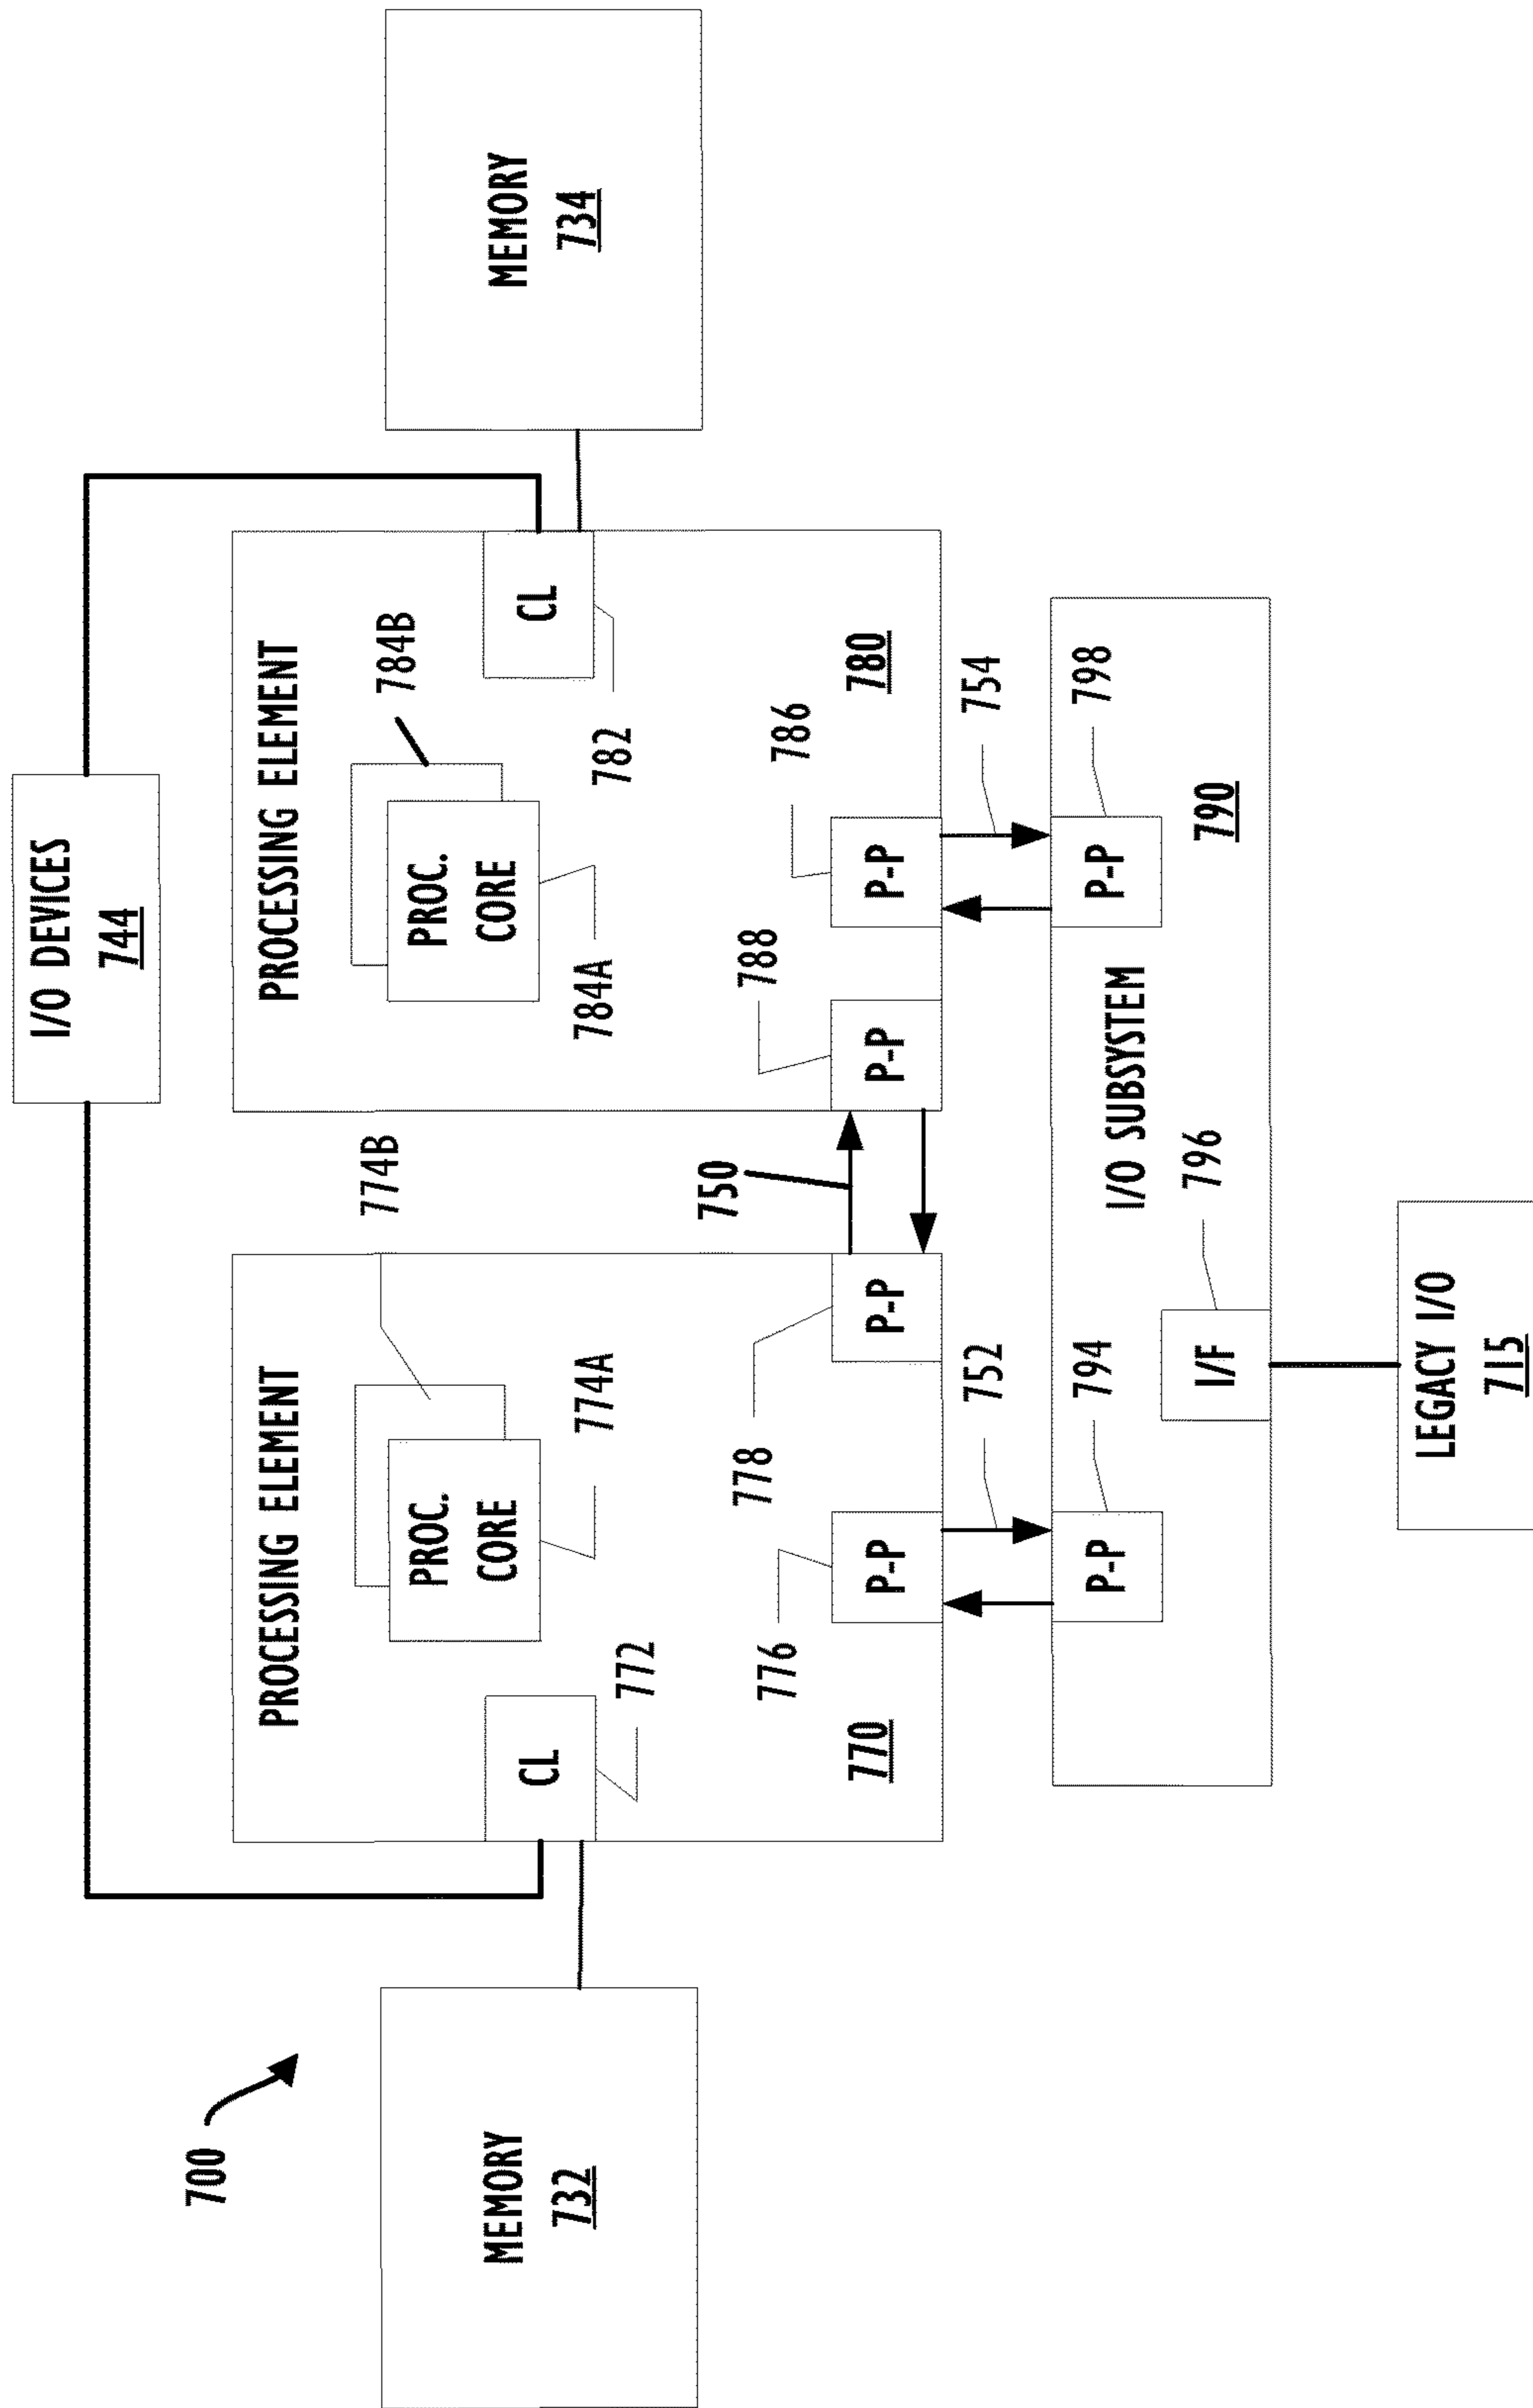 700
I/O DEVICES
744
MEMORY
732
PROCESSING ELEMENT
CL
772
PROC.
CORE
774A
774B
770
776
P-P
778
P-P
750
PROCESSING ELEMENT
PROC.
CORE
784A
784B
CL
782
788
P-P
786
P-P
780
MEMORY
734
752
754
794
P-P
I/O SUBSYSTEM
I/F
796
P-P
798
790
LEGACY I/O
715